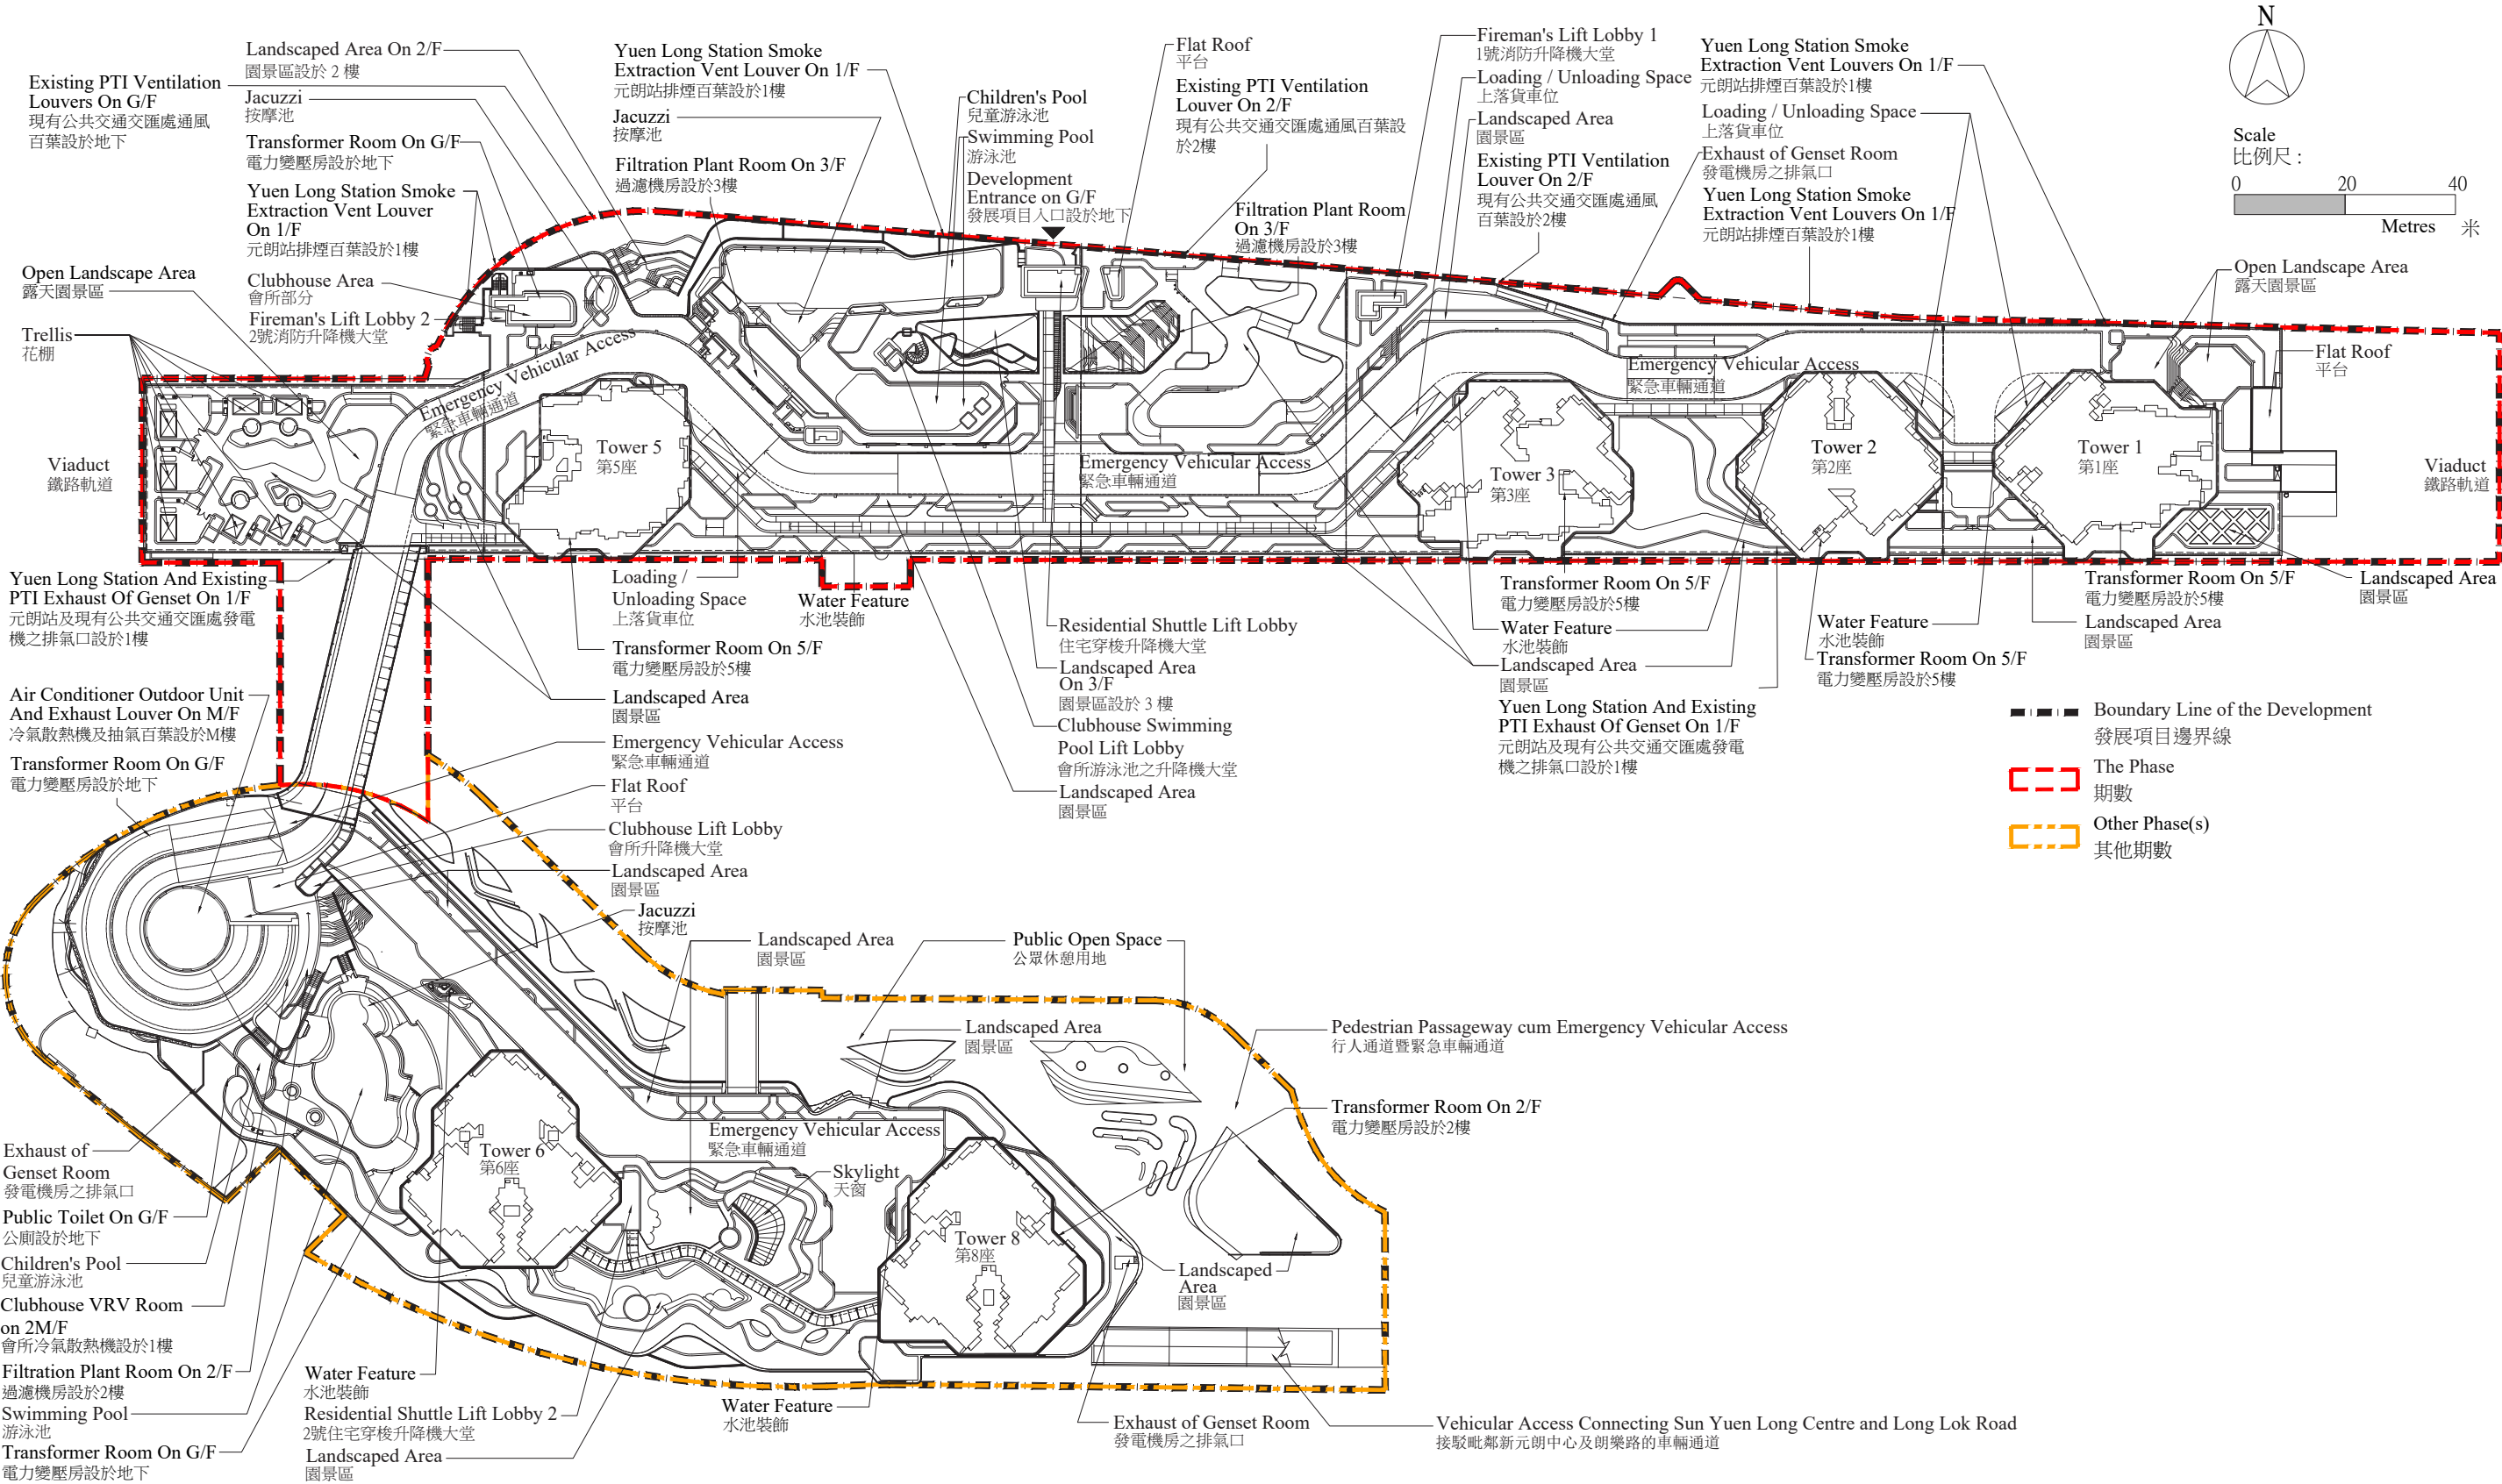 Landscaped Area On 2/F
園景區設於 2 樓
Existing PTI Ventilation
Louvers On G/F
現有公共交通交匯處通風
百葉設於地下
Jacuzzi
按摩池
Transformer Room On G/F
電力變壓房設於地下
Yuen Long Station Smoke
Extraction Vent Louver
On 1/F
元朗站排煙百葉設於1樓
Open Landscape Area
露天園景區
Clubhouse Area
會所部分
Fireman's Lift Lobby 2
2號消防升降機大堂
Trellis
花棚
Yuen Long Station Smoke
Extraction Vent Louver On 1/F
元朗站排煙百葉設於1樓
Jacuzzi
按摩池
Filtration Plant Room On 3/F
過濾機房設於3樓
Children's Pool
兒童游泳池
Swimming Pool
游泳池
Development
Entrance on G/F
發展項目入口設於地下
Flat Roof
平台
Existing PTI Ventilation
Louver On 2/F
現有公共交通交匯處通風百葉設
於2樓
Filtration Plant Room
On 3/F
過濾機房設於3樓
Fireman's Lift Lobby 1
1號消防升降機大堂
Loading / Unloading Space
上落貨車位
Landscaped Area
園景區
Existing PTI Ventilation
Louver On 2/F
現有公共交通交匯處通風
百葉設於2樓
Yuen Long Station Smoke
Extraction Vent Louvers On 1/F
元朗站排煙百葉設於1樓
Loading / Unloading Space
上落貨車位
Exhaust of Genset Room
發電機房之排氣口
Yuen Long Station Smoke
Extraction Vent Louvers On 1/F
元朗站排煙百葉設於1樓
N
Scale
比例尺 :
0 20 40
Metres 米
Open Landscape Area
露天園景區
Flat Roof
平台
Viaduct
鐵路軌道
Emergency Vehicular Access
緊急車輛通道
Tower 5
第5座
Emergency Vehicular Access
緊急車輛通道
Tower 3
第3座
Emergency Vehicular Access
緊急車輛通道
Tower 2
第2座
Tower 1
第1座
Viaduct
鐵路軌道
Yuen Long Station And Existing
PTI Exhaust Of Genset On 1/F
元朗站及現有公共交通交匯處發電
機之排氣口設於1樓
Loading /
Unloading Space
上落貨車位
Transformer Room On 5/F
電力變壓房設於5樓
Landscaped Area
園景區
Water Feature
水池裝飾
Residential Shuttle Lift Lobby
住宅穿梭升降機大堂
Landscaped Area
On 3/F
園景區設於 3 樓
Clubhouse Swimming
Pool Lift Lobby
會所游泳池之升降機大堂
Landscaped Area
園景區
Transformer Room On 5/F
電力變壓房設於5樓
Water Feature
水池裝飾
Landscaped Area
園景區
Yuen Long Station And Existing
PTI Exhaust Of Genset On 1/F
元朗站及現有公共交通交匯處發電
機之排氣口設於1樓
Water Feature
水池裝飾
Transformer Room On 5/F
電力變壓房設於5樓
Transformer Room On 5/F
電力變壓房設於5樓
Landscaped Area
園景區
Landscaped Area
園景區
Boundary Line of the Development
發展項目邊界線
The Phase
期數
Other Phase(s)
其他期數
Air Conditioner Outdoor Unit
And Exhaust Louver On M/F
冷氣散熱機及抽氣百葉設於M樓
Transformer Room On G/F
電力變壓房設於地下
Emergency Vehicular Access
緊急車輛通道
Flat Roof
平台
Clubhouse Lift Lobby
會所升降機大堂
Landscaped Area
園景區
Jacuzzi
按摩池
Landscaped Area
園景區
Public Open Space
公眾休憩用地
Landscaped Area
園景區
Pedestrian Passageway cum Emergency Vehicular Access
行人通道暨緊急車輛通道
Transformer Room On 2/F
電力變壓房設於2樓
Emergency Vehicular Access
緊急車輛通道
Tower 6
第6座
Skylight
天窗
Tower 8
第8座
Landscaped
Area
園景區
Exhaust of
Genset Room
發電機房之排氣口
Public Toilet On G/F
公廁設於地下
Children's Pool
兒童游泳池
Clubhouse VRV Room
on 2M/F
會所冷氣散熱機設於1樓
Filtration Plant Room On 2/F
過濾機房設於2樓
Swimming Pool
游泳池
Transformer Room On G/F
電力變壓房設於地下
Water Feature
水池裝飾
Residential Shuttle Lift Lobby 2
2號住宅穿梭升降機大堂
Landscaped Area
園景區
Water Feature
水池裝飾
Exhaust of Genset Room
發電機房之排氣口
Vehicular Access Connecting Sun Yuen Long Centre and Long Lok Road
接駁毗鄰新元朗中心及朗樂路的車輛通道